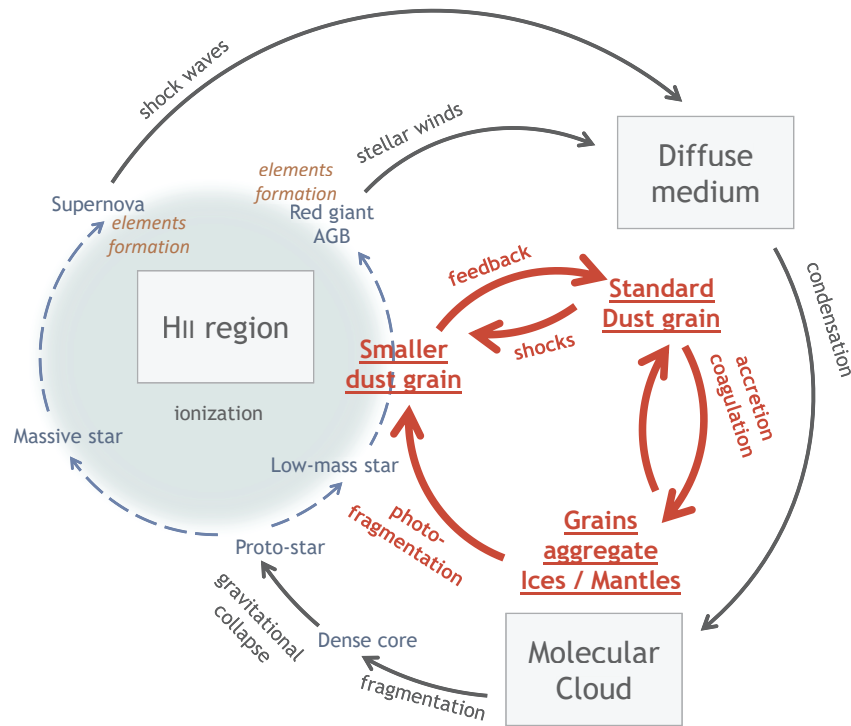 shock waves
stellar winds
elements
formation
Supernova
elements
formation
Red giant
AGB
Diffuse
medium
feedback
Standard
Dust grain
condensation
HII region
shocks
Smaller
dust grain
accretion
coagulation
ionization
Massive star
Low-mass star
photo-
fragmentation
Grains
aggregate
Ices / Mantles
Proto-star
gravitational
collapse
Dense core
fragmentation
Molecular
Cloud